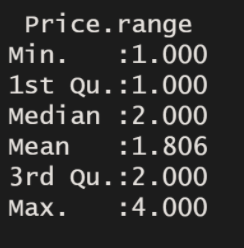 Price.range
Min.   :1.000
1st Qu.:1.000
Median :2.000
Mean   :1.806
3rd Qu.:2.000
Max.   :4.000